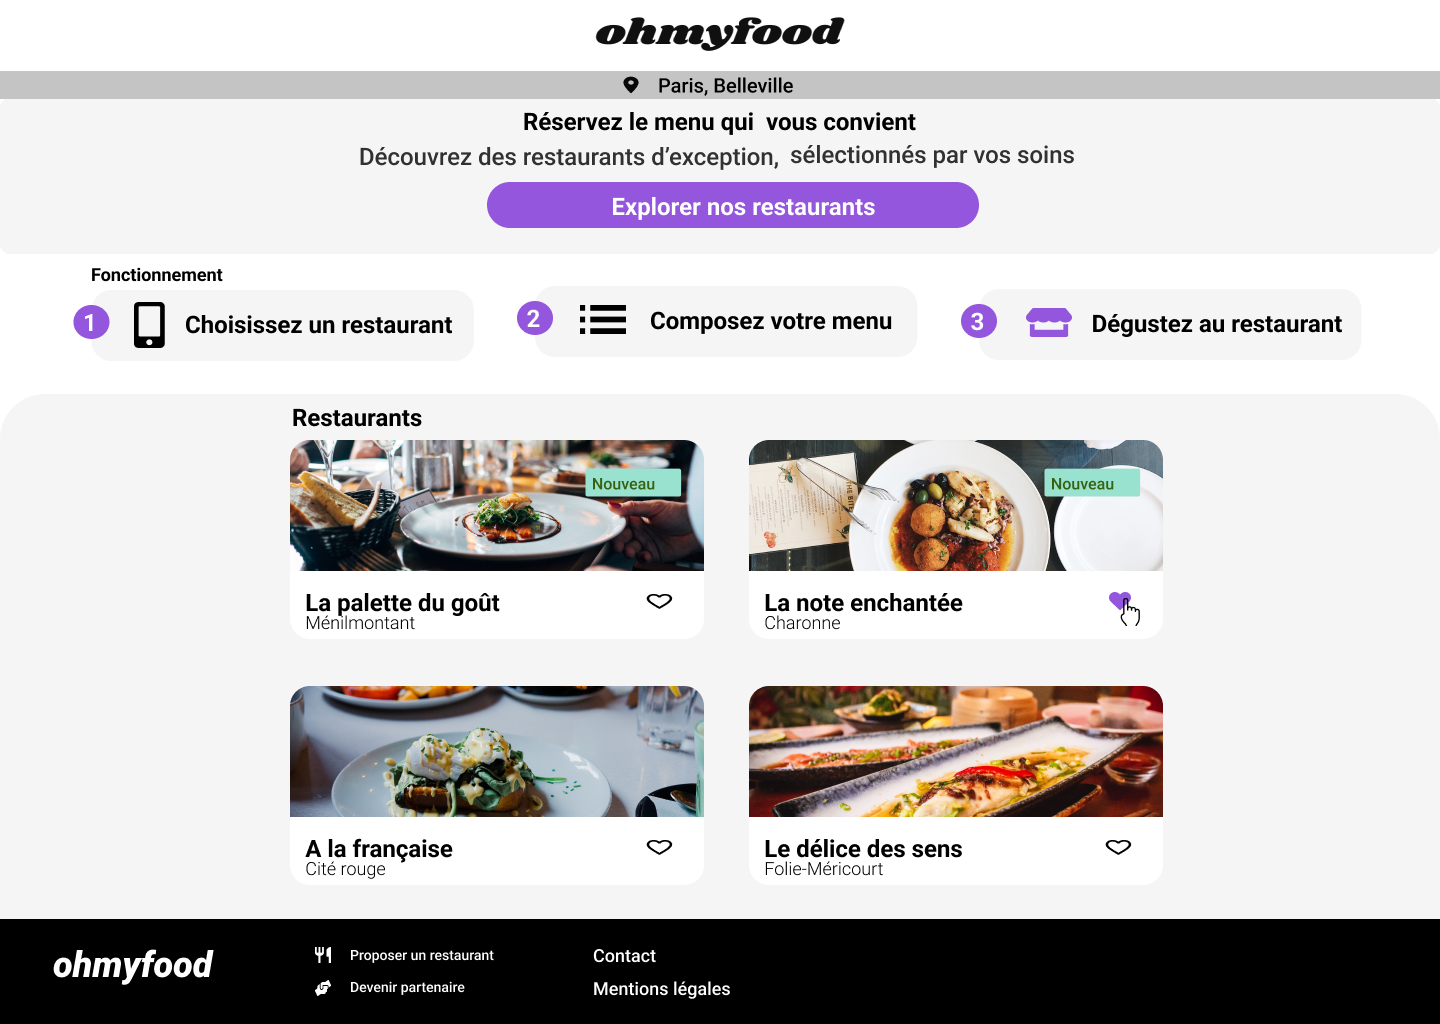 ohmyfood
Paris, Belleville
Réservez le menu qui vous convient
Découvrez des restaurants d’exception, sélectionnés par vos soins
Explorer nos restaurants
Fonctionnement
1 Choisissez un restaurant
2 Composez votre menu
3 Dégustez au restaurant
Restaurants
Nouveau
Nouveau
La palette du goût
Ménilmontant
La note enchantée
Charonne
A la française
Cité rouge
Le délice des sens
Folie-Méricourt
ohmyfood
Proposer un restaurant
Devenir partenaire
Contact
Mentions légales